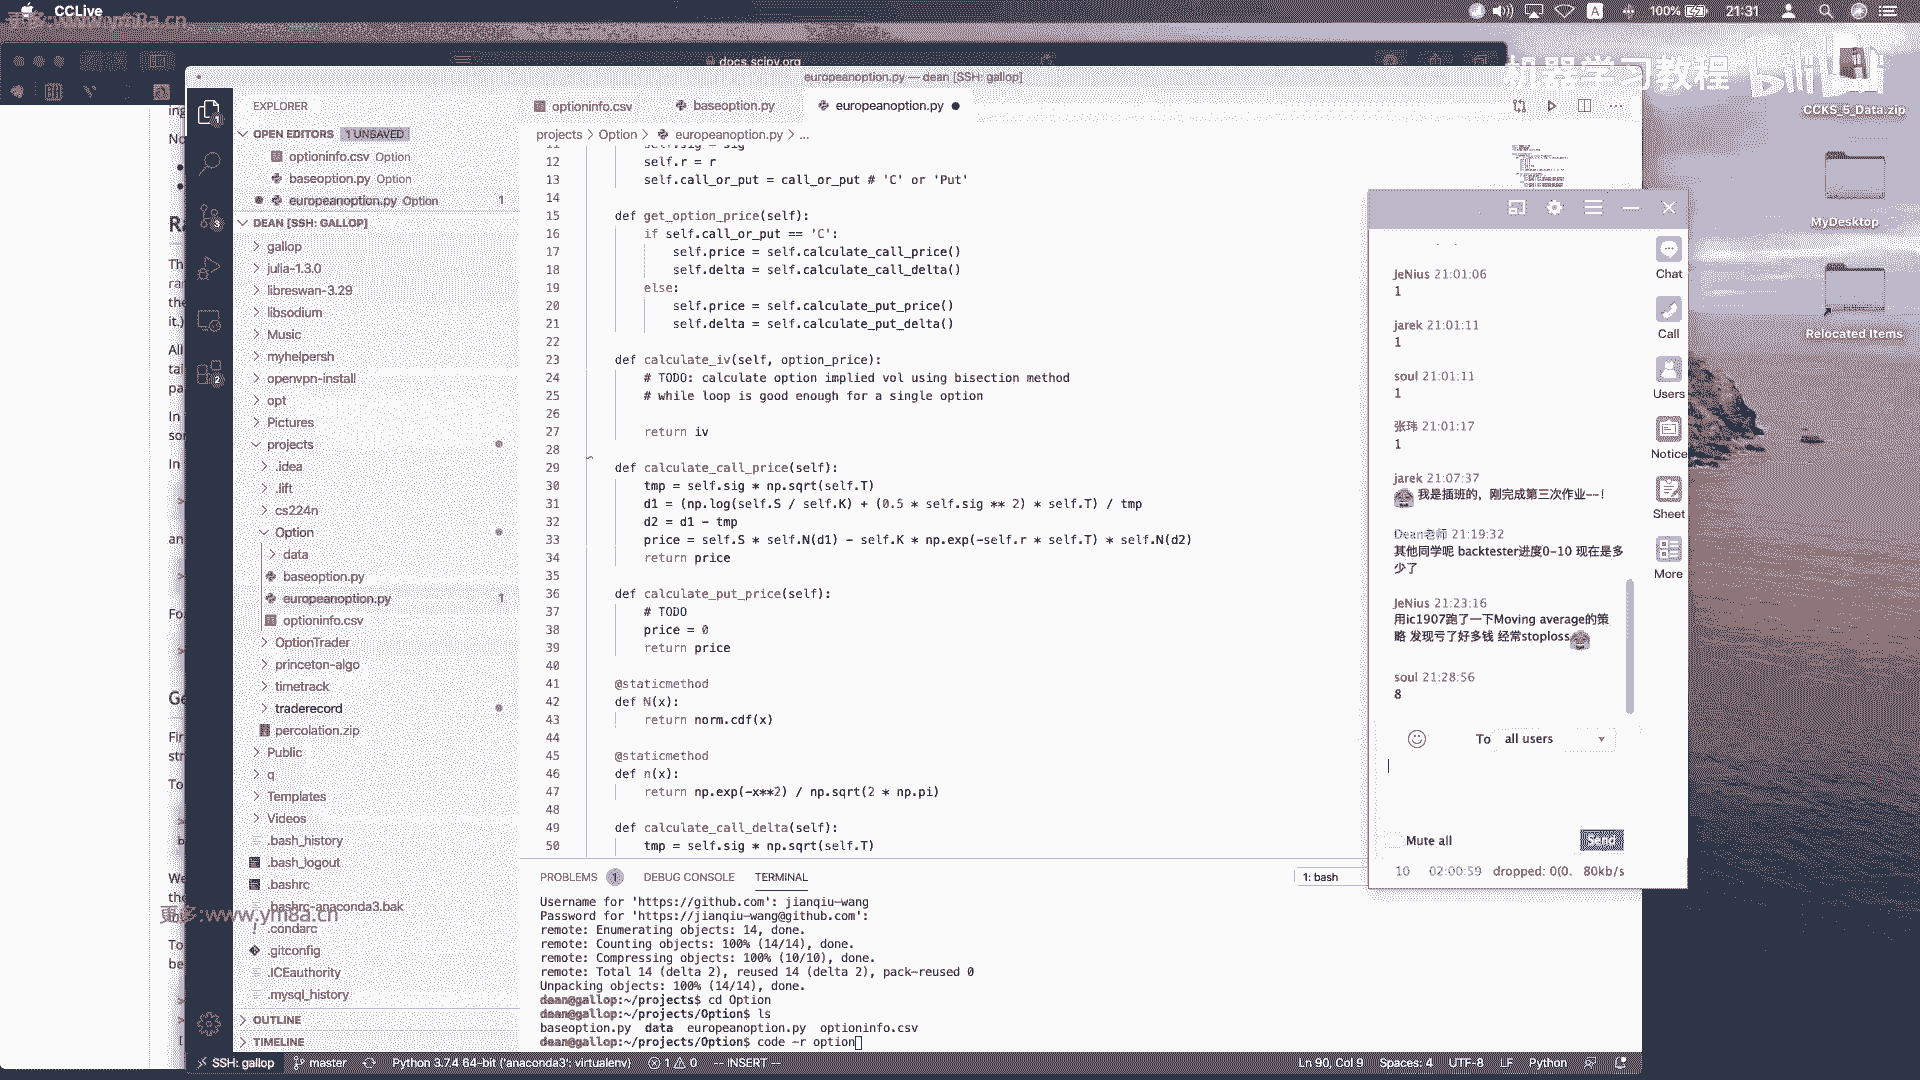 CCLive
更多:www.ym8a.cn
100%
A
21:31
docs.scipy.org
europeanoption.py — dean [SSH: gallop]
机器学习教程
bilibili
CCKS_5_Data.zip
MyDesktop
Relocated Items
EXPLORER
OPEN EDITORS 1 UNSAVED
optioninfo.csv Option
baseoption.py Option
europeanoption.py Option 1
DEAN [SSH: GALLOP]
gallop
julia-1.3.0
libreswan-3.29
libsodium
Music
myhelpersh
openvpn-install
opt
Pictures
projects
.idea
.lift
cs224n
Option
data
baseoption.py
europeanoption.py 1
optioninfo.csv
OptionTrader
princeton-algo
timetrack
traderecord
percolation.zip
Public
q
Templates
Videos
.bash_history
.bash_logout
.bashrc
.bashrc-anaconda3.bak
更多:www.ym8a.cn
.condarc
.gitconfig
.ICEauthority
.mysql_history
OUTLINE
TIMELINE
optioninfo.csv
baseoption.py
europeanoption.py
projects > Option > europeanoption.py > ...
11 self.sig = sig
12 self.r = r
13 self.call_or_put = call_or_put # 'C' or 'Put'
14
15 def get_option_price(self):
16 if self.call_or_put == 'C':
17 self.price = self.calculate_call_price()
18 self.delta = self.calculate_call_delta()
19 else:
20 self.price = self.calculate_put_price()
21 self.delta = self.calculate_put_delta()
22
23 def calculate_iv(self, option_price):
24 # TODO: calculate option implied vol using bisection method
25 # while loop is good enough for a single option
26
27 return iv
28
29 def calculate_call_price(self):
30 tmp = self.sig * np.sqrt(self.T)
31 d1 = (np.log(self.S / self.K) + (0.5 * self.sig ** 2) * self.T) / tmp
32 d2 = d1 - tmp
33 price = self.S * self.N(d1) - self.K * np.exp(-self.r * self.T) * self.N(d2)
34 return price
35
36 def calculate_put_price(self):
37 # TODO
38 price = 0
39 return price
40
41 @staticmethod
42 def N(x):
43 return norm.cdf(x)
44
45 @staticmethod
46 def n(x):
47 return np.exp(-x**2) / np.sqrt(2 * np.pi)
48
49 def calculate_call_delta(self):
50 tmp = self.sig * np.sqrt(self.T)
PROBLEMS 1 DEBUG CONSOLE TERMINAL
1: bash
Username for 'https://github.com': jianqiu-wang
Password for 'https://jianqiu-wang@github.com':
remote: Enumerating objects: 14, done.
remote: Counting objects: 100% (14/14), done.
remote: Compressing objects: 100% (10/10), done.
remote: Total 14 (delta 2), reused 14 (delta 2), pack-reused 0
Unpacking objects: 100% (14/14), done.
dean@gallop:~/projects$ cd Option
dean@gallop:~/projects/Option$ ls
baseoption.py data europeanoption.py optioninfo.csv
dean@gallop:~/projects/Option$ code -r option
SSH: gallop
master
Python 3.7.4 64-bit ('anaconda3': virtualenv)
1 0
-- INSERT --
Ln 90, Col 9
Spaces: 4
UTF-8
LF
Python
JeNius 21:01:06
1
jarek 21:01:11
1
soul 21:01:11
1
张玮 21:01:17
1
jarek 21:07:37
我是插班的，刚完成第三次作业--！
Dean老师 21:19:32
其他同学呢 backtester进度0-10 现在是多
少了
JeNius 21:23:16
用ic1907跑了一下Moving average的策
略 发现亏了好多钱 经常stoploss
soul 21:28:56
8
To all users
Mute all
Send
10 02:00:59 dropped: 0(0. 80kb/s
Chat
Call
Users
Notice
Sheet
More